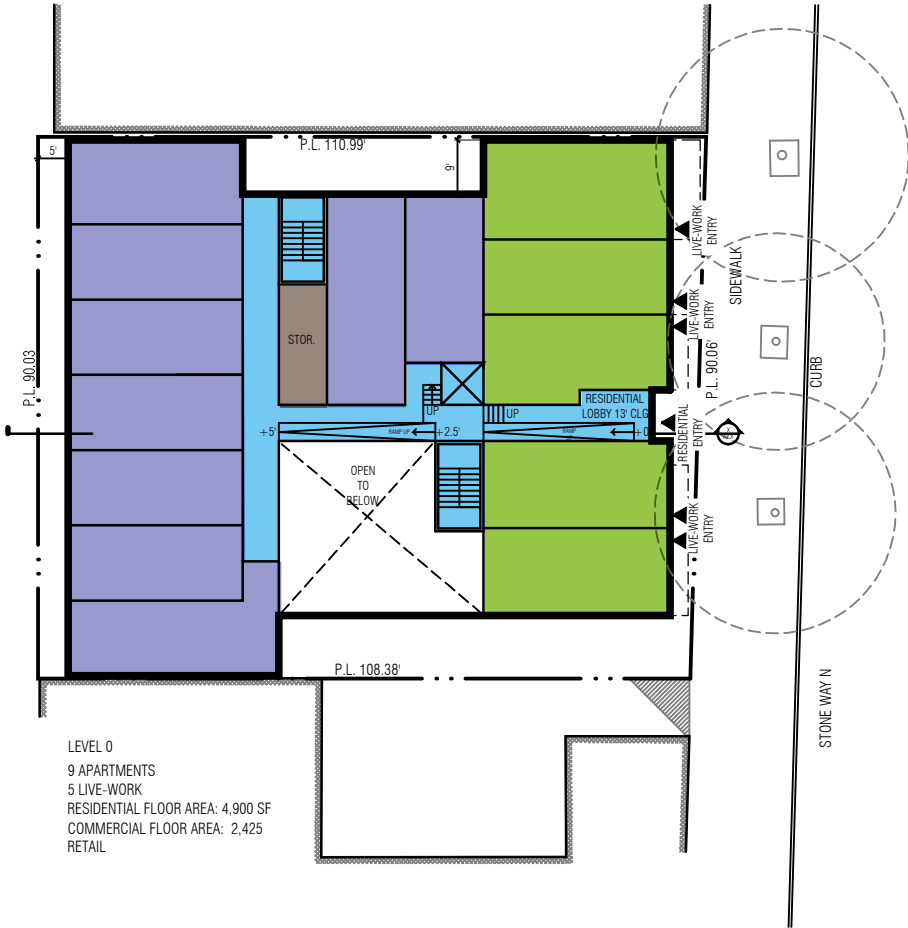 5'
P.L. 110.99'
9'
LIVE-WORK
ENTRY
SIDEWALK
LIVE-WORK
ENTRY
STOR.
P.L. 90.03
P.L. 90.06'
CURB
RESIDENTIAL
LOBBY 13' CLG
UP
UP
RESIDENTIAL
ENTRY
+5'
RAMP UP
+2.5'
RAMP
+0
OPEN
TO
BELOW
LIVE-WORK
ENTRY
P.L. 108.38'
STONE WAY N
LEVEL 0
9 APARTMENTS
5 LIVE-WORK
RESIDENTIAL FLOOR AREA: 4,900 SF
COMMERCIAL FLOOR AREA: 2,425
RETAIL